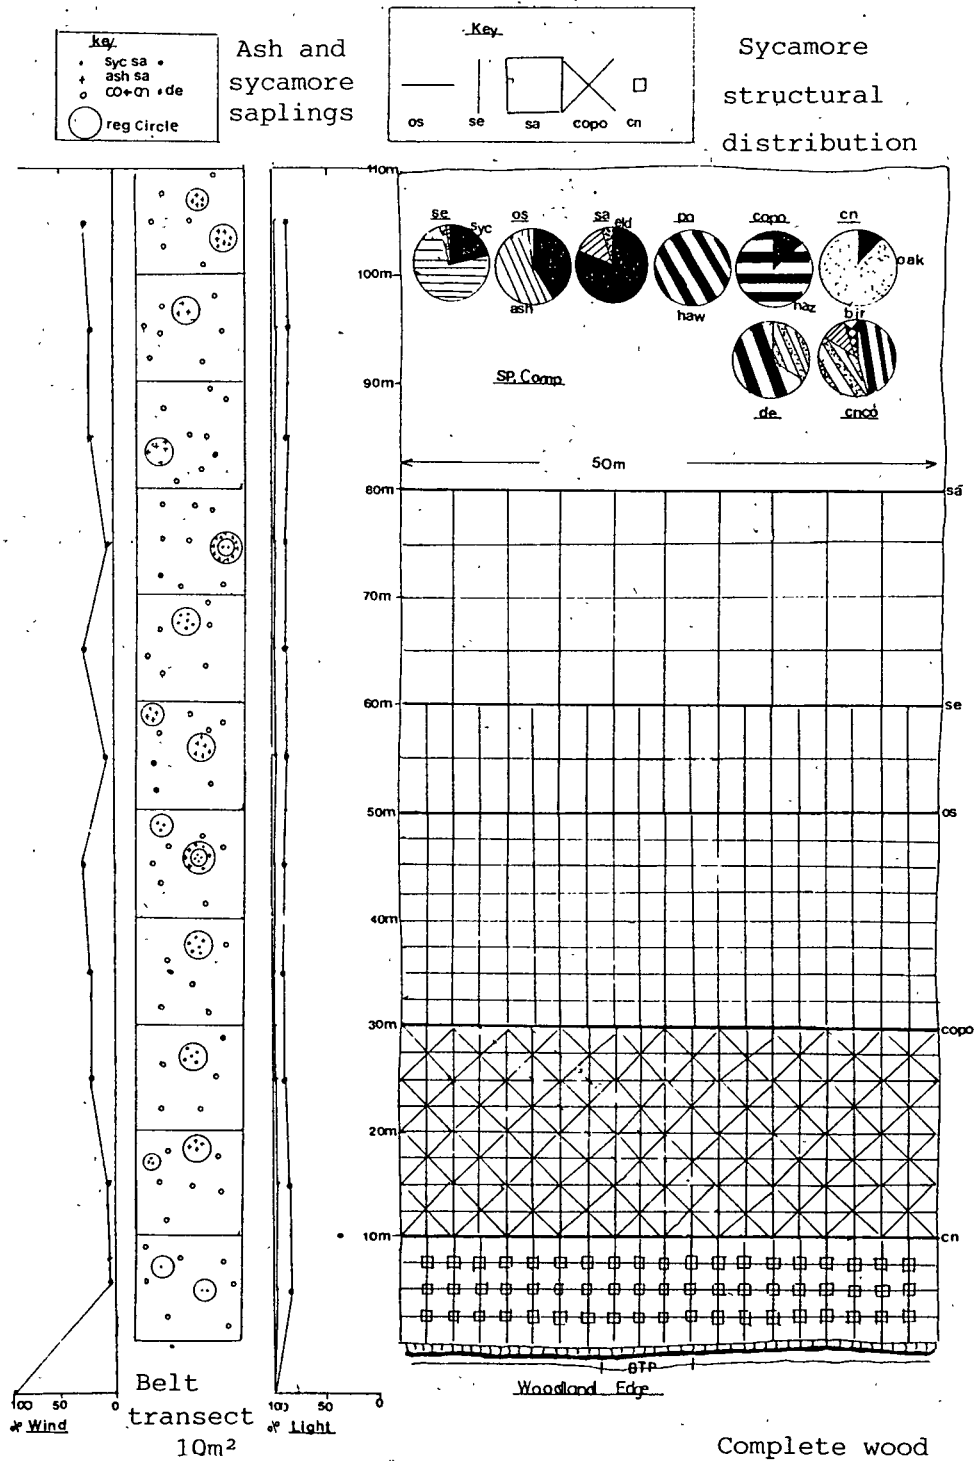 key
syc sa
ash sa
co+cn de
reg Circle
Ash and
sycamore
saplings
Key
os se sa copo cn
Sycamore
structural
distribution
110m
100m
90m
80m
70m
60m
50m
40m
30m
20m
10m
se os sa po copo cn
syc eld oak
ash haw haz
bir
SP. Comp
de cnco
50m
sa
se
os
copo
cn
BTP
Woodland Edge
100 50 0
% Wind
Belt
transect
10m²
100 50 0
% Light
Complete wood